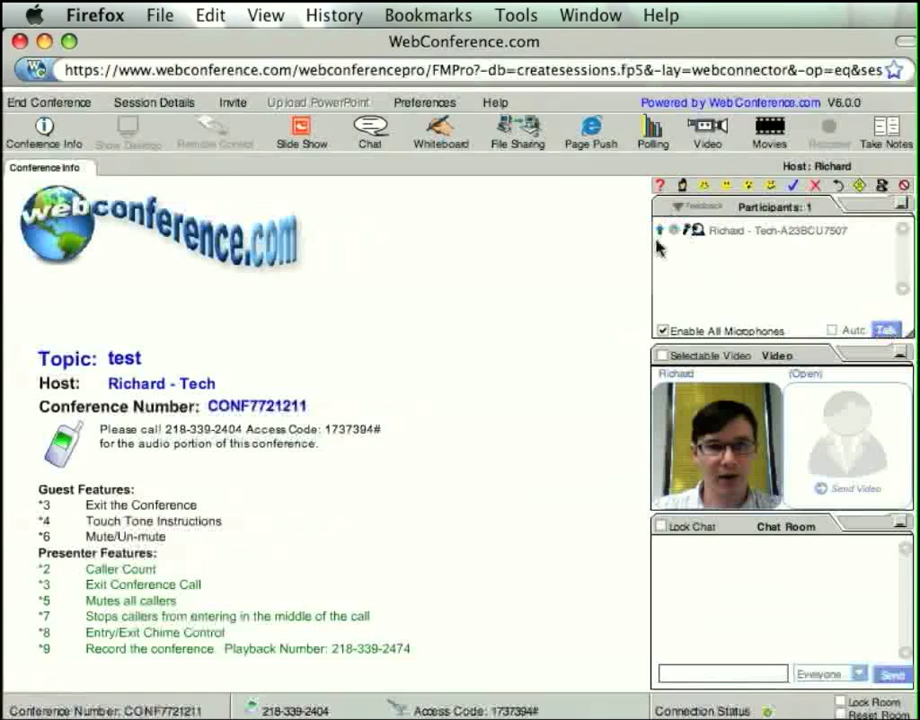 Firefox File Edit View History Bookmarks Tools Window Help
WebConference.com
https://www.webconference.com/webconferencepro/FMPro?-db=createsessions.fp5&-lay=webconnector&-op=eq&ses
End Conference Session Details Invite Upload PowerPoint Preferences Help Powered by WebConference.com V6.0.0
Conference Info Show Desktop Remote Control Slide Show Chat Whiteboard File Sharing Page Push Polling Video Movies Take Notes
Conference Info Host: Richard
webconference.com
Feedback Participants: 1
Richard - Tech-A23BCU7507
Enable All Microphones Auto Talk
Selectable Video Video
Richard (Open)
Send Video
Topic: test
Host: Richard - Tech
Conference Number: CONF7721211
Please call 218-339-2404 Access Code: 1737394#
for the audio portion of this conference.
Guest Features:
*3 Exit the Conference
*4 Touch Tone Instructions
*6 Mute/Un-mute
Presenter Features:
*2 Caller Count
*3 Exit Conference Call
*5 Mutes all callers
*7 Stops callers from entering in the middle of the call
*8 Entry/Exit Chime Control
*9 Record the conference. Playback Number: 218-339-2474
Lock Chat Chat Room
Everyone Send
Conference Number: CONF7721211 218-339-2404 Access Code: 1737394# Connection Status Lock Room
Reset Room